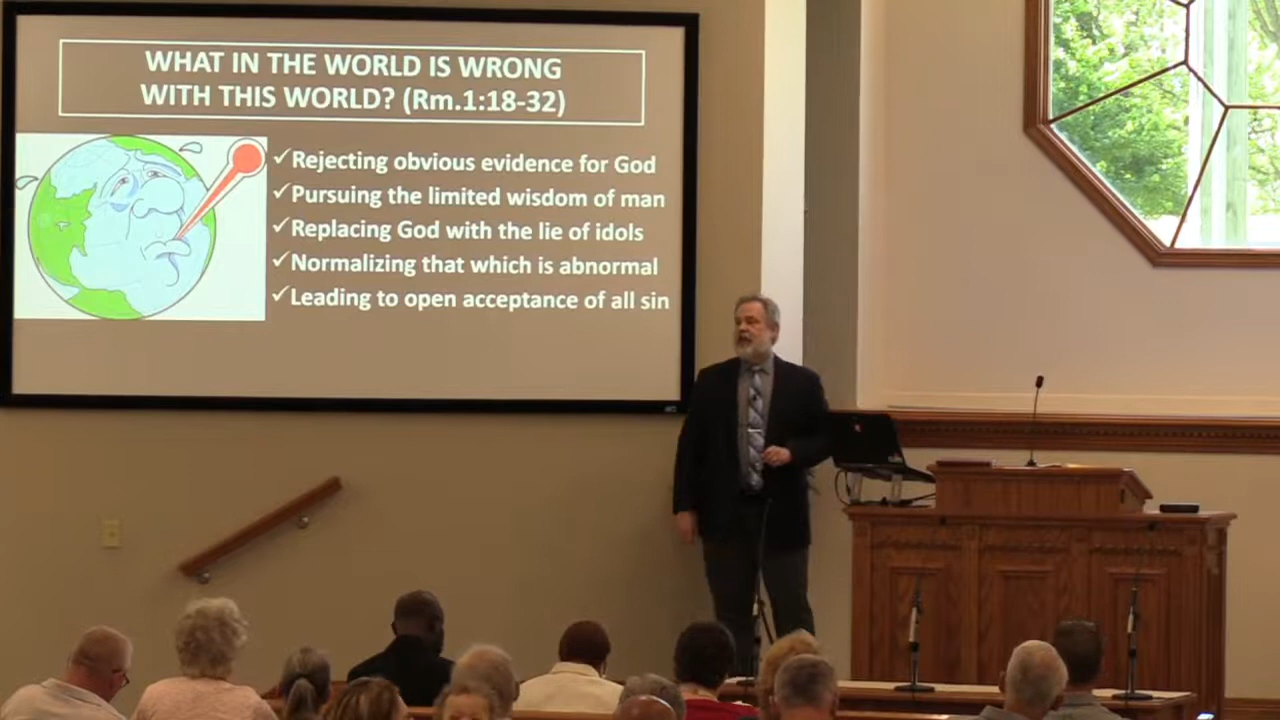 WHAT IN THE WORLD IS WRONG
WITH THIS WORLD? (Rm.1:18-32)
✓Rejecting obvious evidence for God
✓Pursuing the limited wisdom of man
✓Replacing God with the lie of idols
✓Normalizing that which is abnormal
✓Leading to open acceptance of all sin